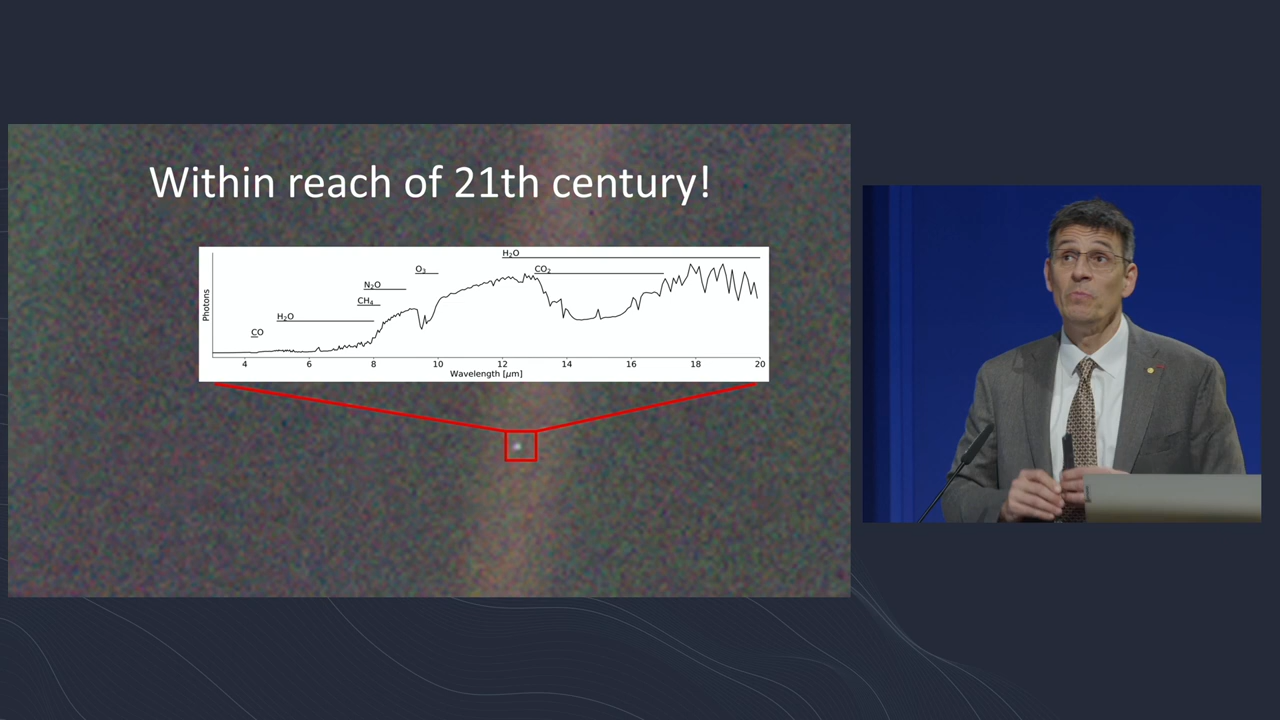 Within reach of 21th century!
H₂O
O₃
CO₂
N₂O
CH₄
H₂O
CO
Photons
4 6 8 10 12 14 16 18 20
Wavelength [μm]